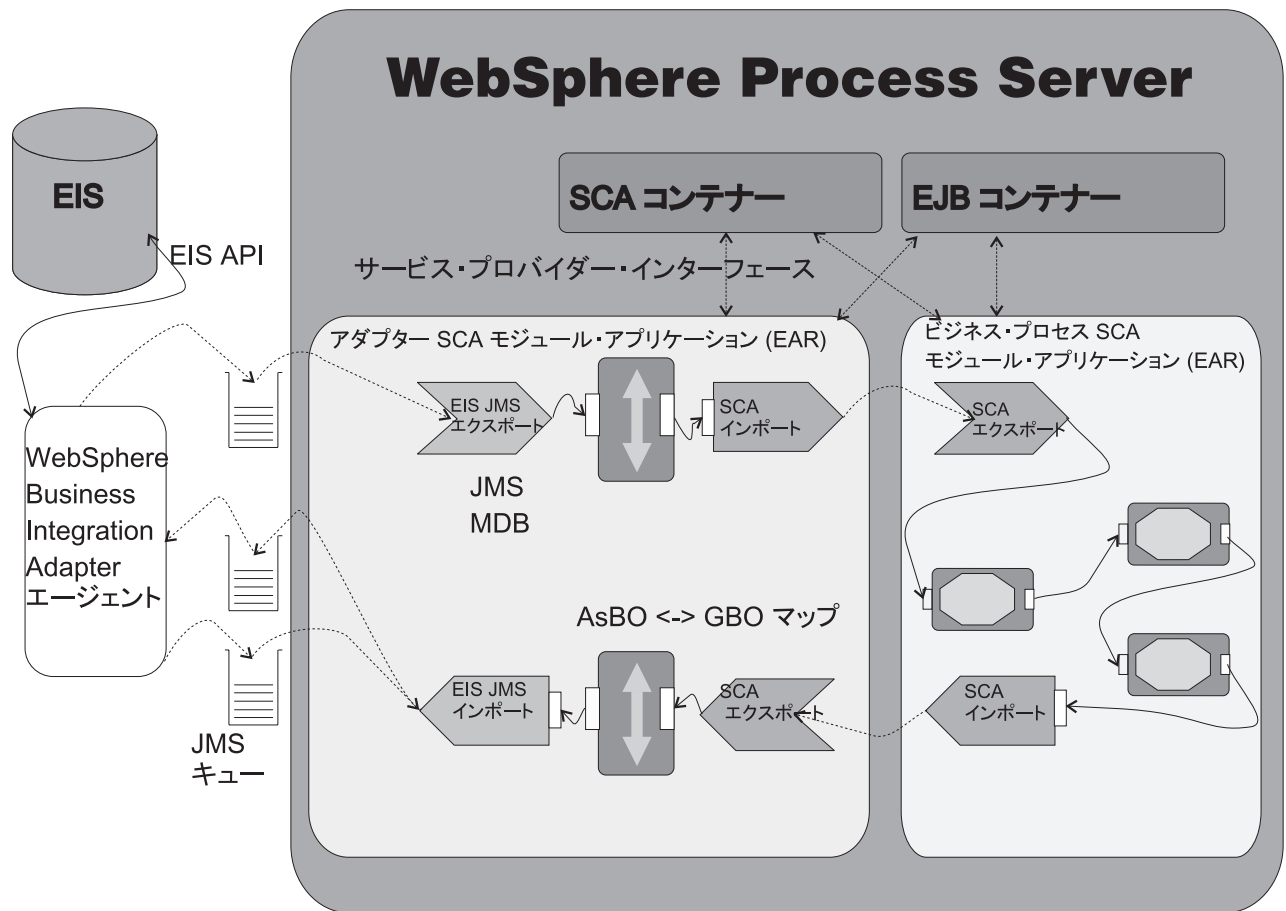 WebSphere Process Server
EIS
EIS API
SCA コンテナー
EJB コンテナー
サービス・プロバイダー・インターフェース
アダプター SCA モジュール・アプリケーション (EAR)
ビジネス・プロセス SCA
モジュール・アプリケーション (EAR)
EIS JMS
エクスポート
SCA
インポート
SCA
エクスポート
JMS
MDB
WebSphere
Business
Integration
Adapter
エージェント
AsBO <-> GBO マップ
EIS JMS
インポート
SCA
エクスポート
SCA
インポート
JMS
キュー